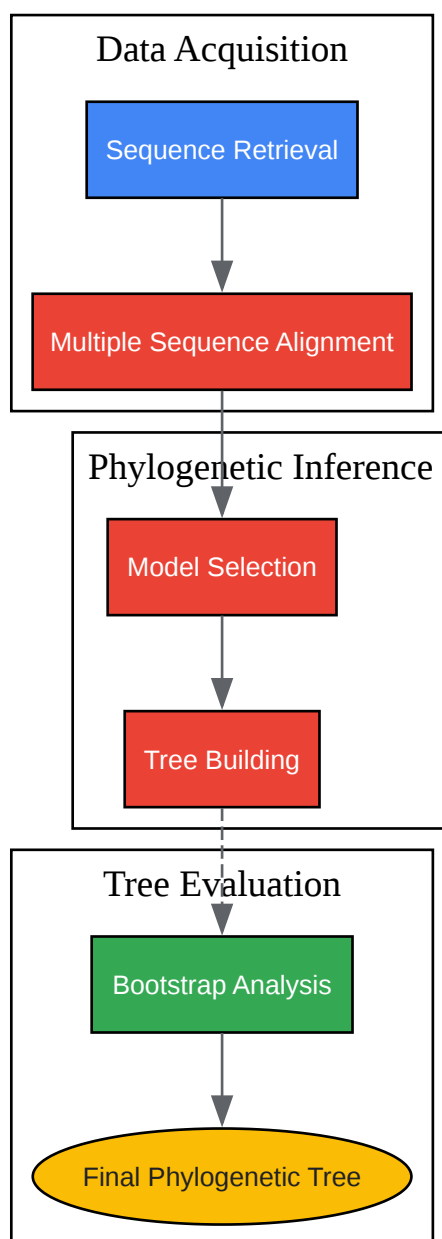 Data Acquisition
Sequence Retrieval
Multiple Sequence Alignment
Phylogenetic Inference
Model Selection
Tree Building
Tree Evaluation
Bootstrap Analysis
Final Phylogenetic Tree